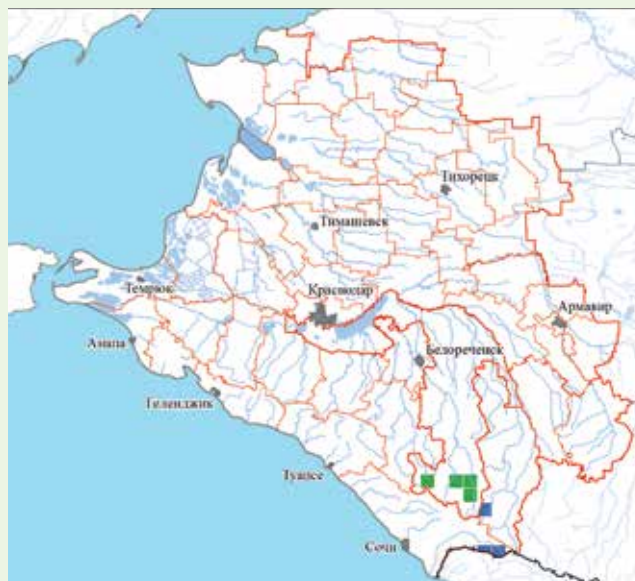 Тихорецк
Тимашевск
Темрюк
Краснодар
Армавир
Анапа
Белореченск
Геленджик
Туапсе
Сочи